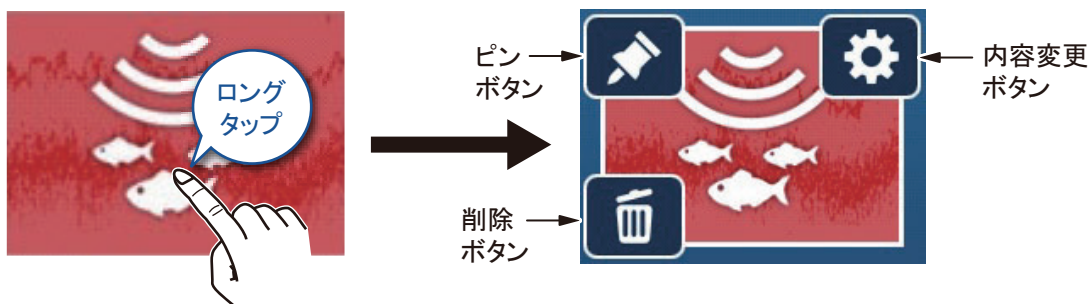 ロング
タップ
ピン
ボタン
内容変更
ボタン
削除
ボタン